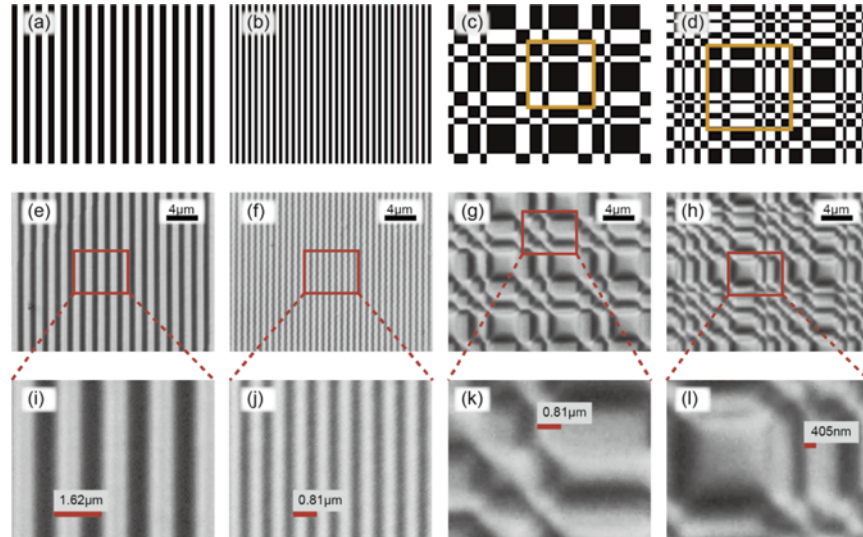 (a)
(b)
(c)
(d)
(e)
4μm
(f)
4μm
(g)
4μm
(h)
4μm
(i)
1.62μm
(j)
0.81μm
(k)
0.81μm
(l)
405nm